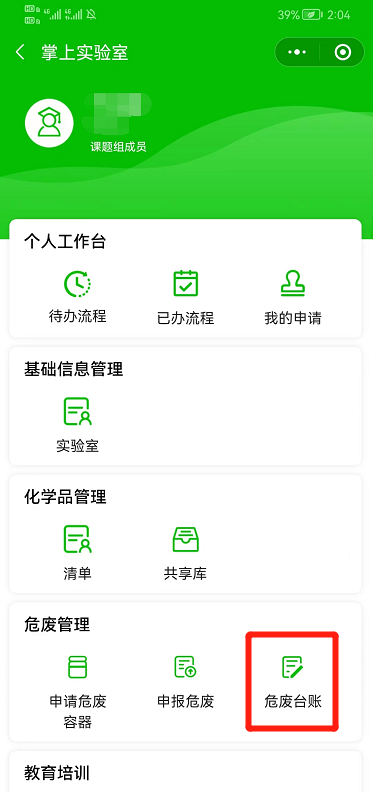 39% 2:04
掌上实验室
课题组成员
个人工作台
待办流程 已办流程 我的申请
基础信息管理
实验室
化学品管理
清单 共享库
危废管理
申请危废 申报危废 危废台账
容器
教育培训